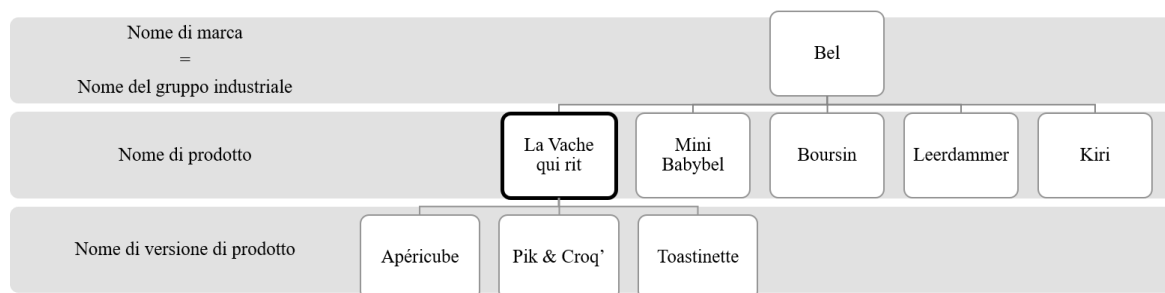 Nome di marca
=
Nome del gruppo industriale
Bel
Nome di prodotto
La Vache
qui rit
Mini
Babybel
Boursin
Leerdammer
Kiri
Nome di versione di prodotto
Apéricube
Pik & Croq’
Toastinette